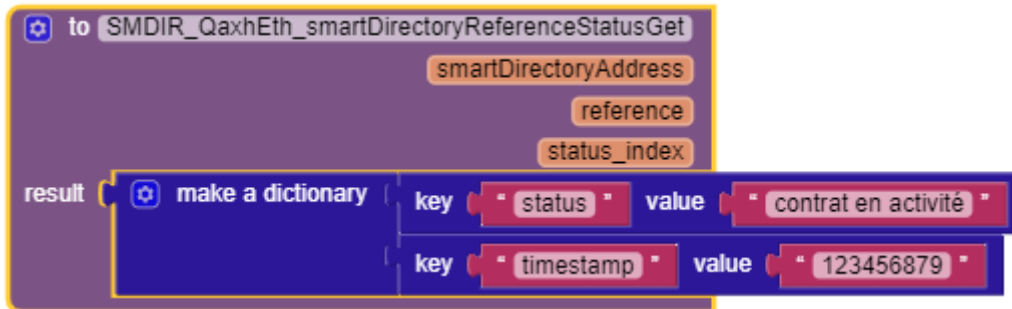 to SMDIR_QaxhEth_smartDirectoryReferenceStatusGet
smartDirectoryAddress
reference
status_index
result make a dictionary key " status " value " contrat en activité "
key " timestamp " value " 123456879 "